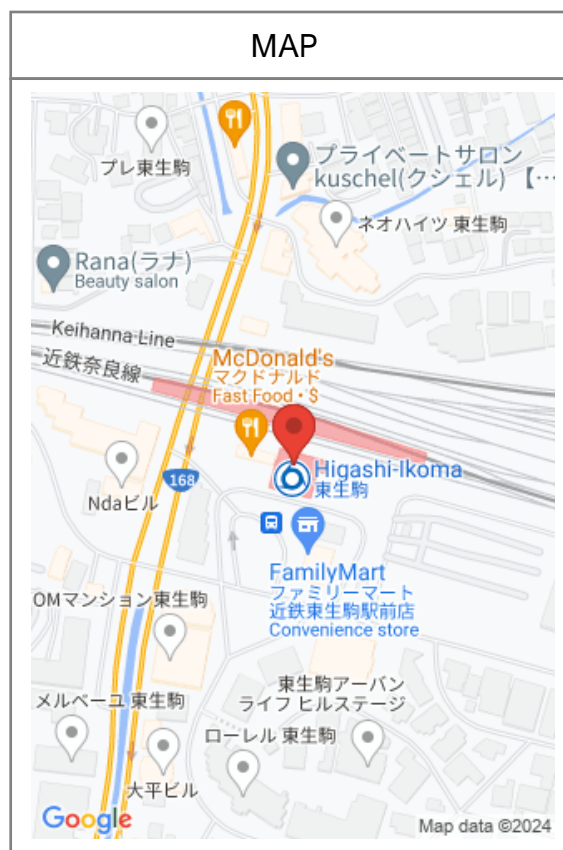 MAP
プレ東生駒
プライベートサロン
kuschel(クシェル) 【…
ネオハイツ 東生駒
Rana(ラナ)
Beauty salon
Keihanna Line
近鉄奈良線
McDonald's
マクドナルド
Fast Food・$
Higashi-Ikoma
東生駒
168
Ndaビル
FamilyMart
ファミリーマート
近鉄東生駒駅前店
Convenience store
OMマンション東生駒
東生駒アーバン
ライフ ヒルステージ
メルベーユ 東生駒
ローレル 東生駒
大平ビル
Google
Map data ©2024